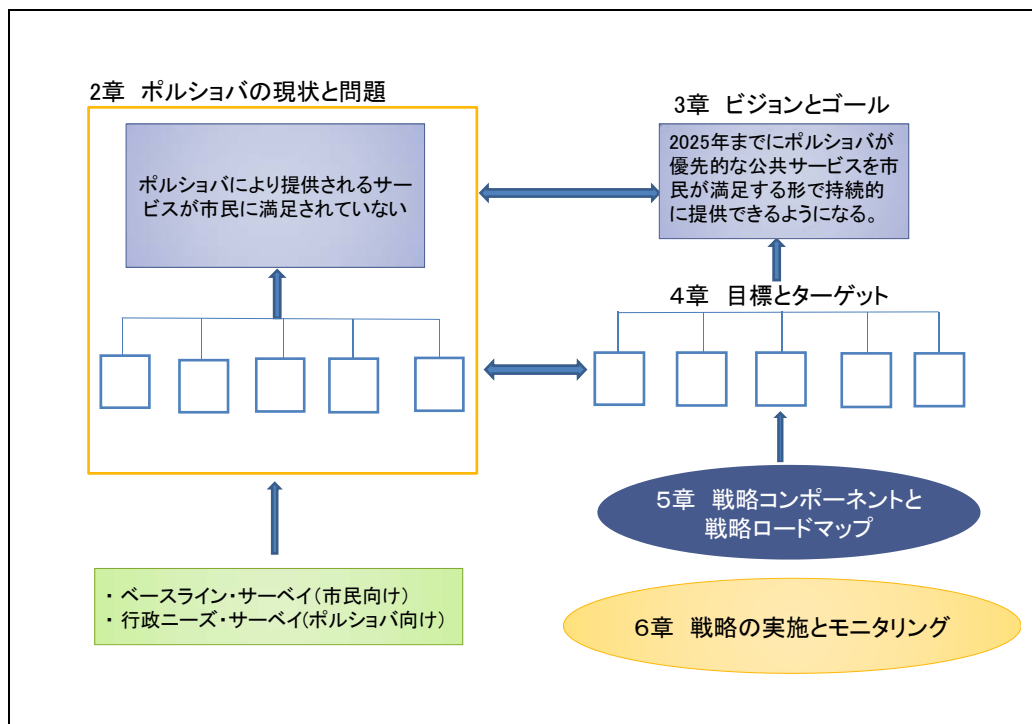 2章 ポルショバの現状と問題
ポルショバにより提供されるサー
ビスが市民に満足されていない
3章 ビジョンとゴール
2025年までにポルショバが
優先的な公共サービスを市
民が満足する形で持続的
に提供できるようになる。
４章 目標とターゲット
５章 戦略コンポーネントと
戦略ロードマップ
・ ベースライン・サーベイ（市民向け）
・ 行政ニーズ・サーベイ(ポルショバ向け)
６章 戦略の実施とモニタリング